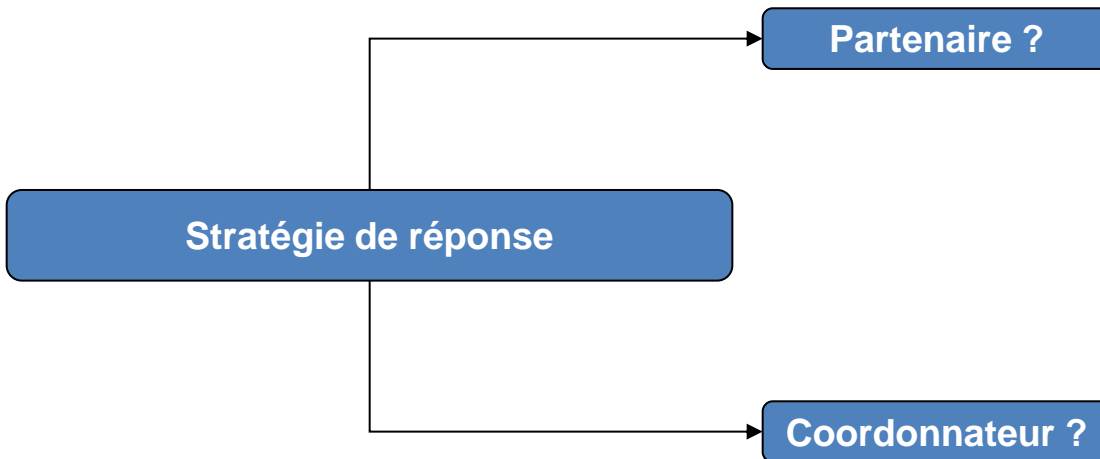 Partenaire ?
Stratégie de réponse
Coordonnateur ?